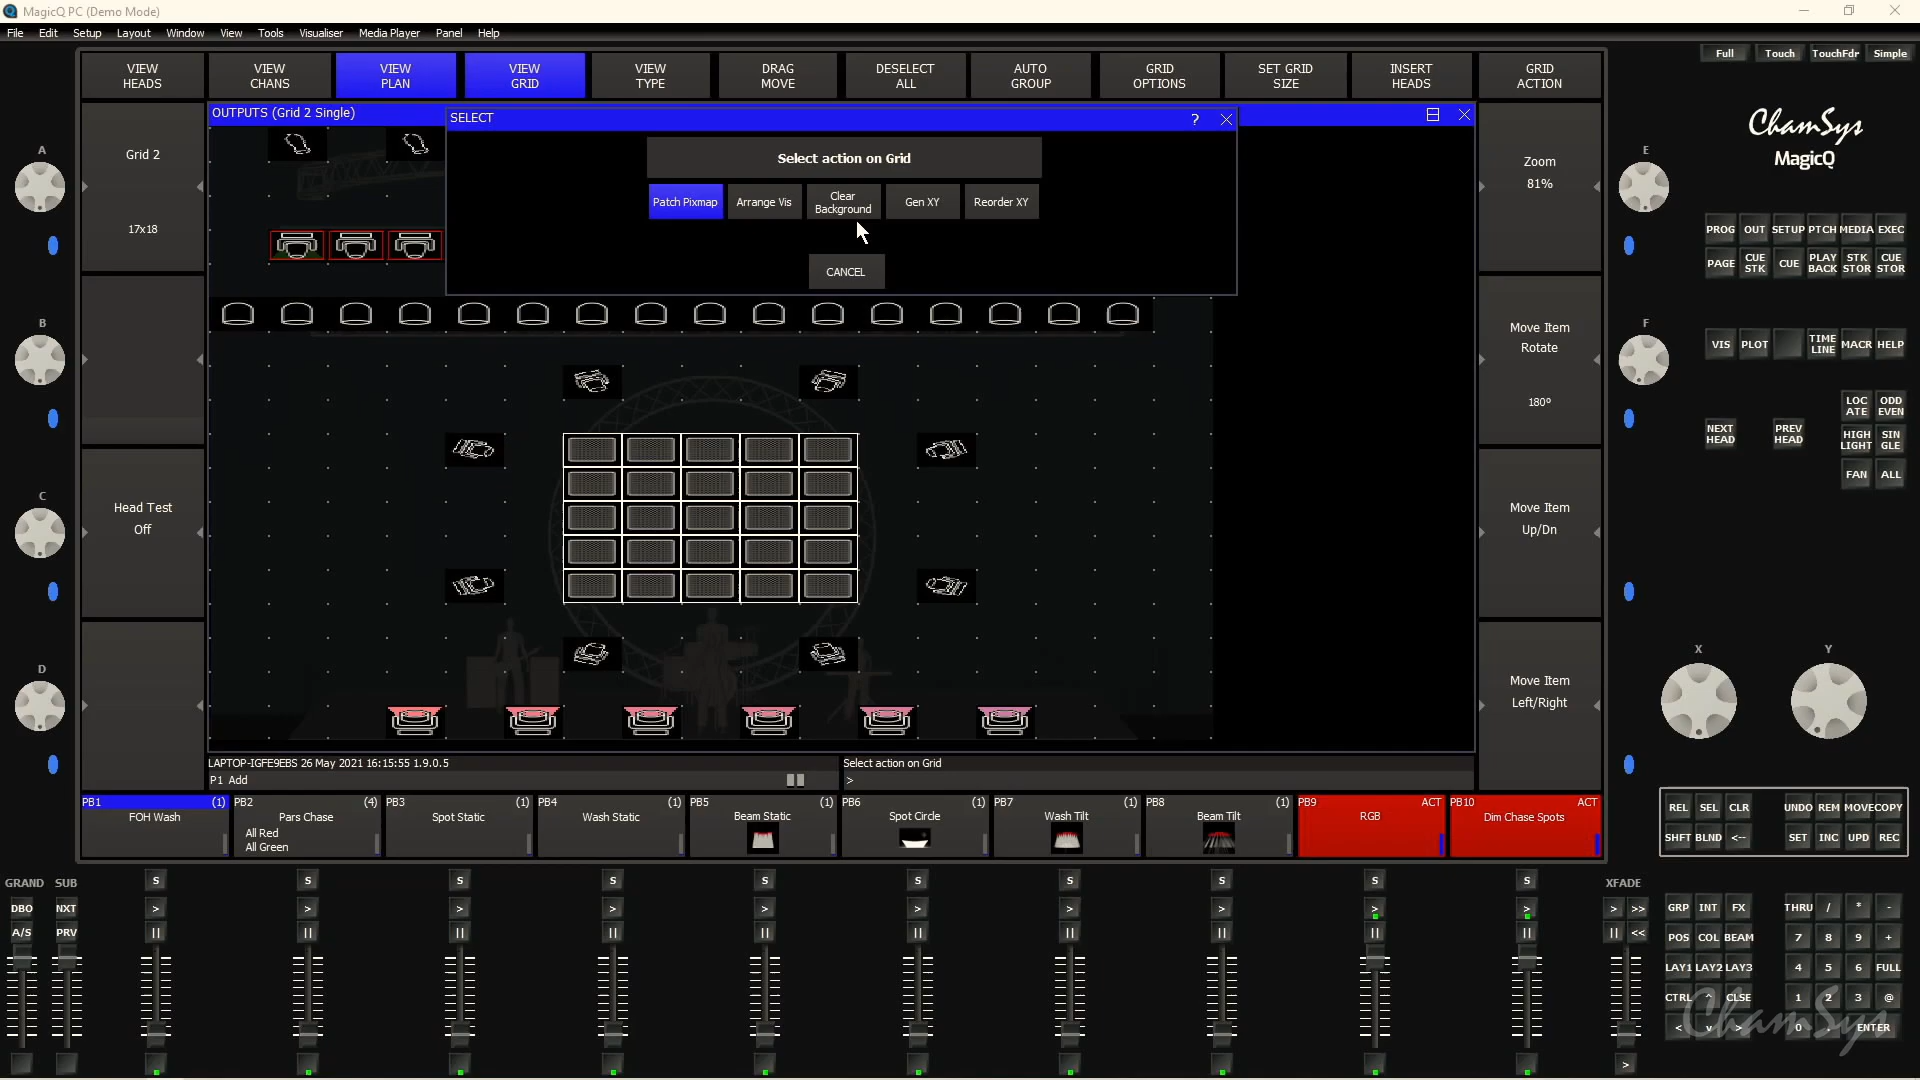 MagicQ PC (Demo Mode)
File Edit Setup Layout Window View Tools Visualiser Media Player Panel Help
Full Touch TouchFdr Simple
VIEW HEADS
VIEW CHANS
VIEW PLAN
VIEW GRID
VIEW TYPE
DRAG MOVE
DESELECT ALL
AUTO GROUP
GRID OPTIONS
SET GRID SIZE
INSERT HEADS
GRID ACTION
OUTPUTS (Grid 2 Single)
SELECT
?
Select action on Grid
Patch Pixmap
Arrange Vis
Clear Background
Gen XY
Reorder XY
CANCEL
A
Grid 2
17x18
B
C
Head Test
Off
D
Zoom
81%
Move Item
Rotate
180º
Move Item
Up/Dn
Move Item
Left/Right
E
F
X
Y
ChamSys
MagicQ
PROG OUT SETUP PTCH MEDIA EXEC
PAGE CUE STK CUE PLAY BACK STK STOR CUE STOR
VIS PLOT TIME LINE MACR HELP
LOC ATE ODD EVEN
NEXT HEAD PREV HEAD HIGH LIGHT SIN GLE
FAN ALL
LAPTOP-IGFE9EBS 26 May 2021 16:15:55 1.9.0.5
P1 Add
Select action on Grid
>
PB1 (1)
FOH Wash
PB2 (4)
Pars Chase
All Red
All Green
PB3 (1)
Spot Static
PB4 (1)
Wash Static
PB5 (1)
Beam Static
PB6 (1)
Spot Circle
PB7 (1)
Wash Tilt
PB8 (1)
Beam Tilt
PB9 ACT
RGB
PB10 ACT
Dim Chase Spots
GRAND SUB
DBO NXT
A/S PRV
S S S S S S S S S S
> > > > > > > > > >
XFADE
> >>
<<
>
REL SEL CLR UNDO REM MOVE COPY
SHFT BLND <-- SET INC UPD REC
GRP INT FX THRU / * -
POS COL BEAM 7 8 9 +
LAY1 LAY2 LAY3 4 5 6 FULL
CTRL ^ CLSE 1 2 3 @
< v > 0 . ENTER
ChamSys